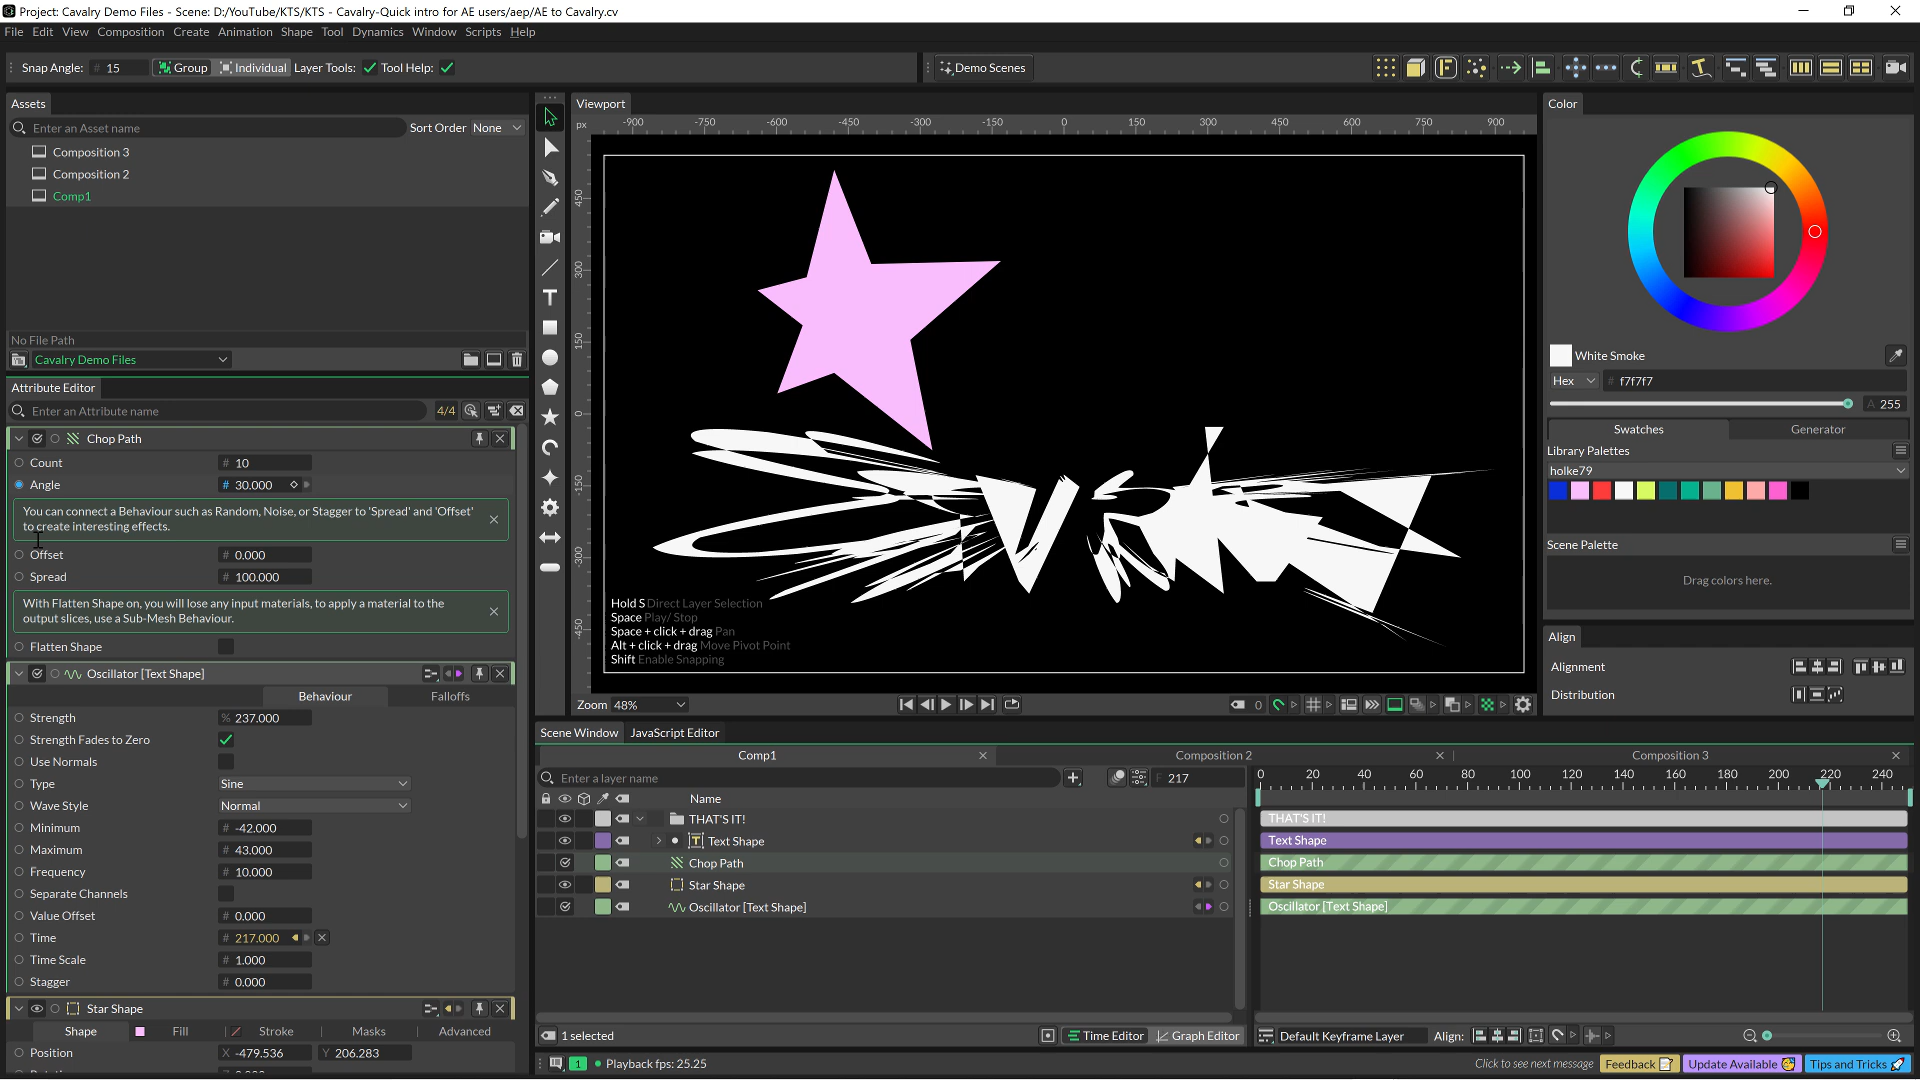 Project: Cavalry Demo Files - Scene: D:/YouTube/KTS/KTS - Cavalry-Quick intro for AE users/aep/AE to Cavalry.cv
File Edit View Composition Create Animation Shape Tool Dynamics Window Scripts Help
Snap Angle: # 15 Group Individual Layer Tools: Tool Help: Demo Scenes
Assets
Enter an Asset name Sort Order None
Composition 3
Composition 2
Comp1
No File Path
Cavalry Demo Files
Attribute Editor
Enter an Attribute name 4/4
Chop Path
Count # 10
Angle # 30.000
You can connect a Behaviour such as Random, Noise, or Stagger to 'Spread' and 'Offset'
to create interesting effects.
Offset # 0.000
Spread # 100.000
With Flatten Shape on, you will lose any input materials, to apply a material to the
output slices, use a Sub-Mesh Behaviour.
Flatten Shape
Oscillator [Text Shape]
Behaviour Falloffs
Strength % 237.000
Strength Fades to Zero
Use Normals
Type Sine
Wave Style Normal
Minimum # -42.000
Maximum # 43.000
Frequency # 10.000
Separate Channels
Value Offset # 0.000
Time # 217.000
Time Scale # 1.000
Stagger # 0.000
Star Shape
Shape Fill Stroke Masks Advanced
Position X -479.536 Y 206.283
Viewport
px -900 -750 -600 -450 -300 -150 0 150 300 450 600 750 900
450
300
150
0
-150
-300
-450
Hold S Direct Layer Selection
Space Play/ Stop
Space + click + drag Pan
Alt + click + drag Move Pivot Point
Shift Enable Snapping
Zoom 48% 0
Scene Window JavaScript Editor
Comp1 Composition 2 Composition 3
Enter a layer name F 217
0 20 40 60 80 100 120 140 160 180 200 220 240
Name
THAT'S IT! THAT'S IT!
Text Shape Text Shape
Chop Path Chop Path
Star Shape Star Shape
Oscillator [Text Shape] Oscillator [Text Shape]
1 selected Time Editor Graph Editor Default Keyframe Layer Align:
1 Playback fps: 25.25 Click to see next message Feedback Update Available Tips and Tricks
Color
White Smoke
Hex # f7f7f7
A 255
Swatches Generator
Library Palettes
holke79
Scene Palette
Drag colors here.
Align
Alignment
Distribution